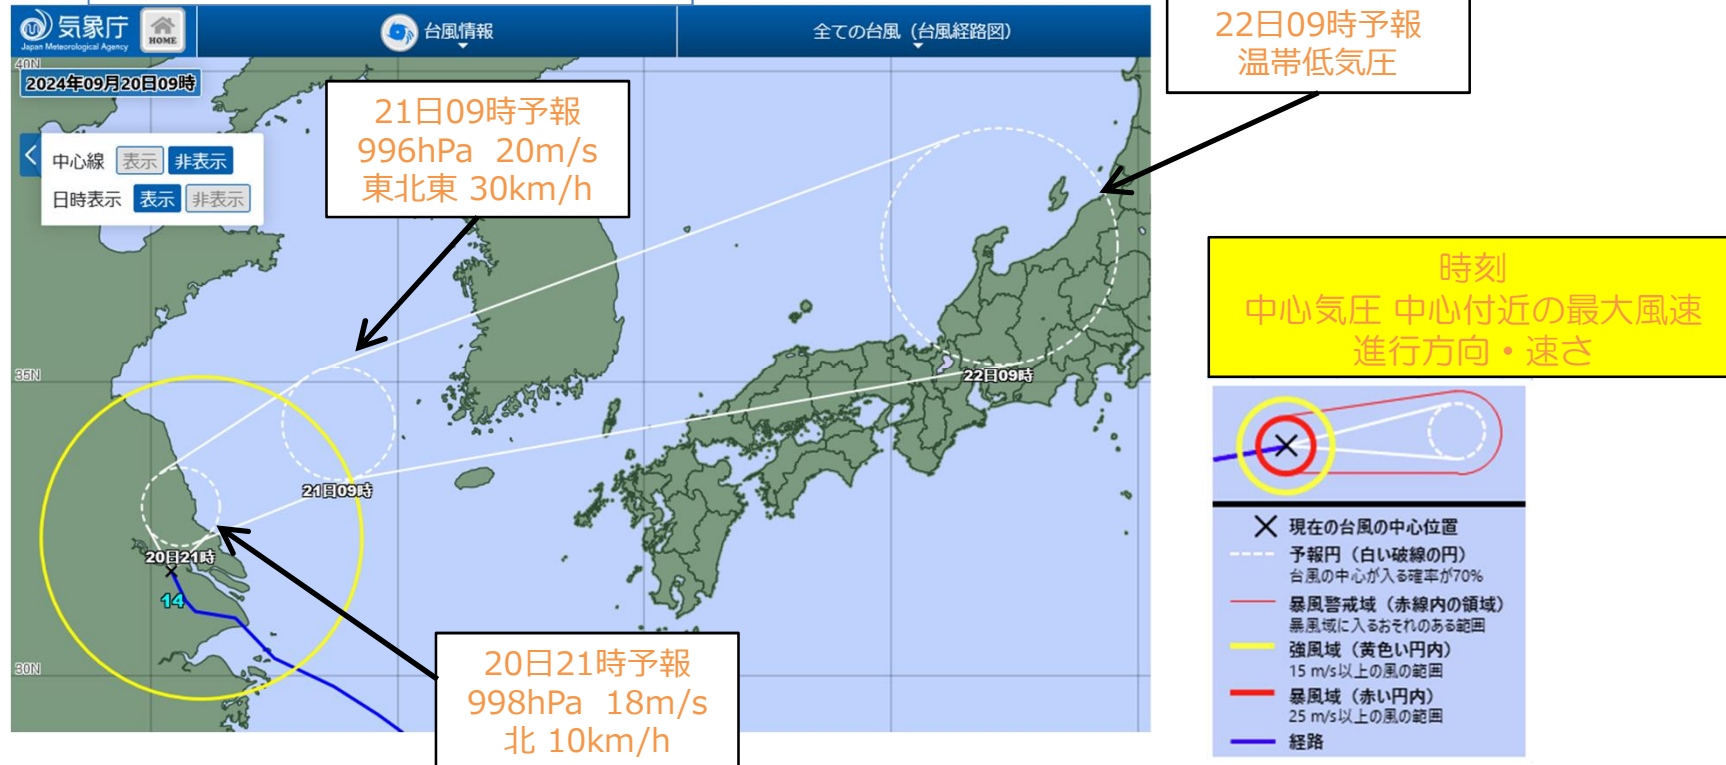 気象庁
Japan Meteorological Agency
HOME
台風情報
全ての台風（台風経路図）
40N
2024年09月20日09時
中心線 表示 非表示
日時表示 表示 非表示
21日09時予報
996hPa 20m/s
東北東 30km/h
22日09時予報
温帯低気圧
時刻
中心気圧 中心付近の最大風速
進行方向・速さ
35N
22日09時
21日09時
20日21時
14
30N
20日21時予報
998hPa 18m/s
北 10km/h
現在の台風の中心位置
予報円（白い破線の円）
台風の中心が入る確率が70%
暴風警戒域（赤線内の領域）
暴風域に入るおそれのある範囲
強風域（黄色い円内）
15 m/s以上の風の範囲
暴風域（赤い円内）
25 m/s以上の風の範囲
経路